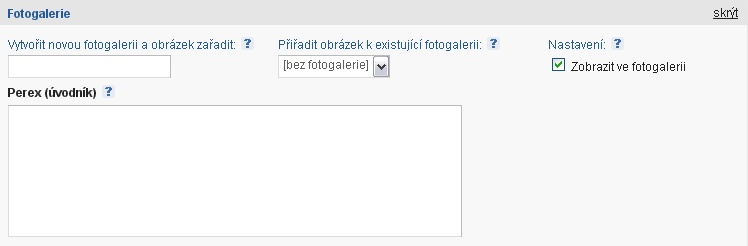 Fotogalerie skrýt
Vytvořit novou fotogalerii a obrázek zařadit: ? Přiřadit obrázek k existující fotogalerii: ? Nastavení: ?
[bez fotogalerie] Zobrazit ve fotogalerii
Perex (úvodník) ?